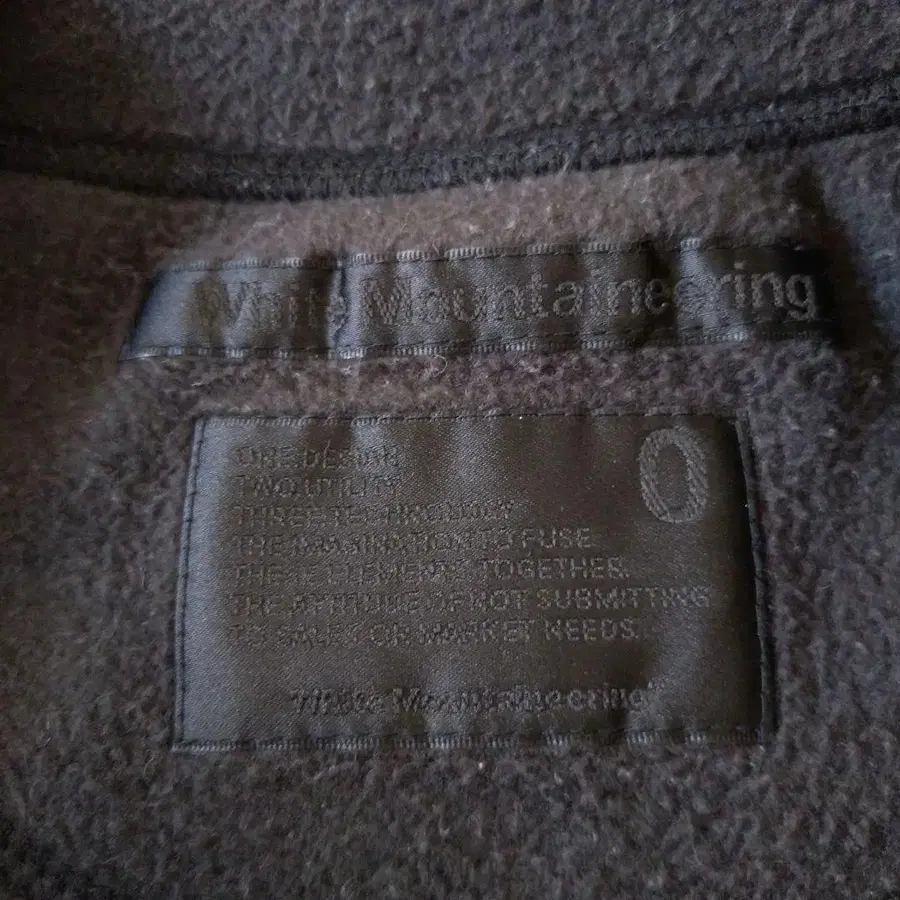 White Mountaineering
0
ONE DESIGN
TWO UTILITY
THREE TECHNOLOGY
THE IMAGINATION TO FUSE
THESE ELEMENTS TOGETHER.
THE ATTITUDE OF NOT SUBMITTING
TO SALES OR MARKET NEEDS.
White Mountaineering